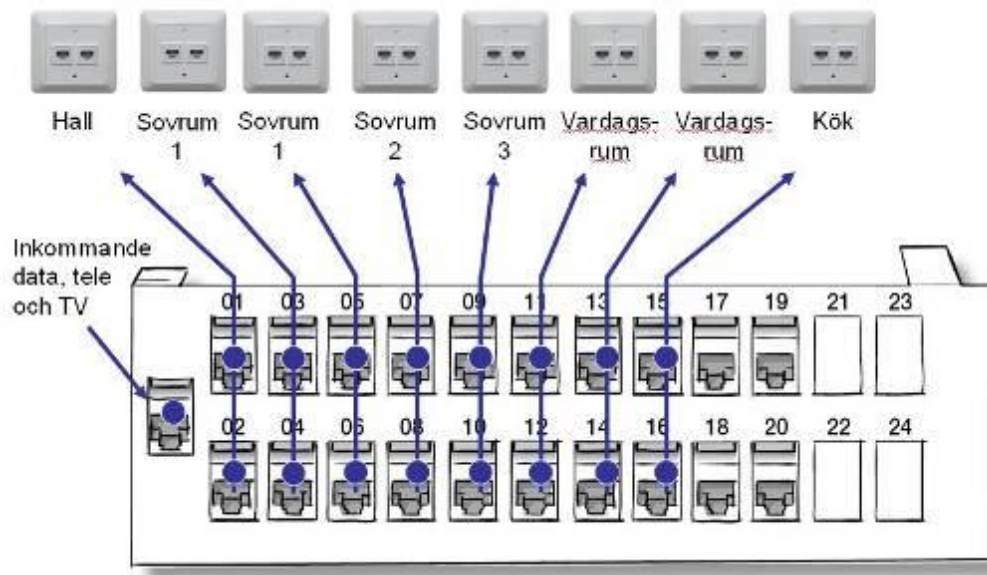 Hall Sovrum Sovrum Sovrum Sovrum Vardags- Vardags- Kök
1 1 2 3 rum rum
Inkommande
data, tele
och TV
01 03 05 07 09 11 13 15 17 19 21 23
02 04 06 08 10 12 14 16 18 20 22 24